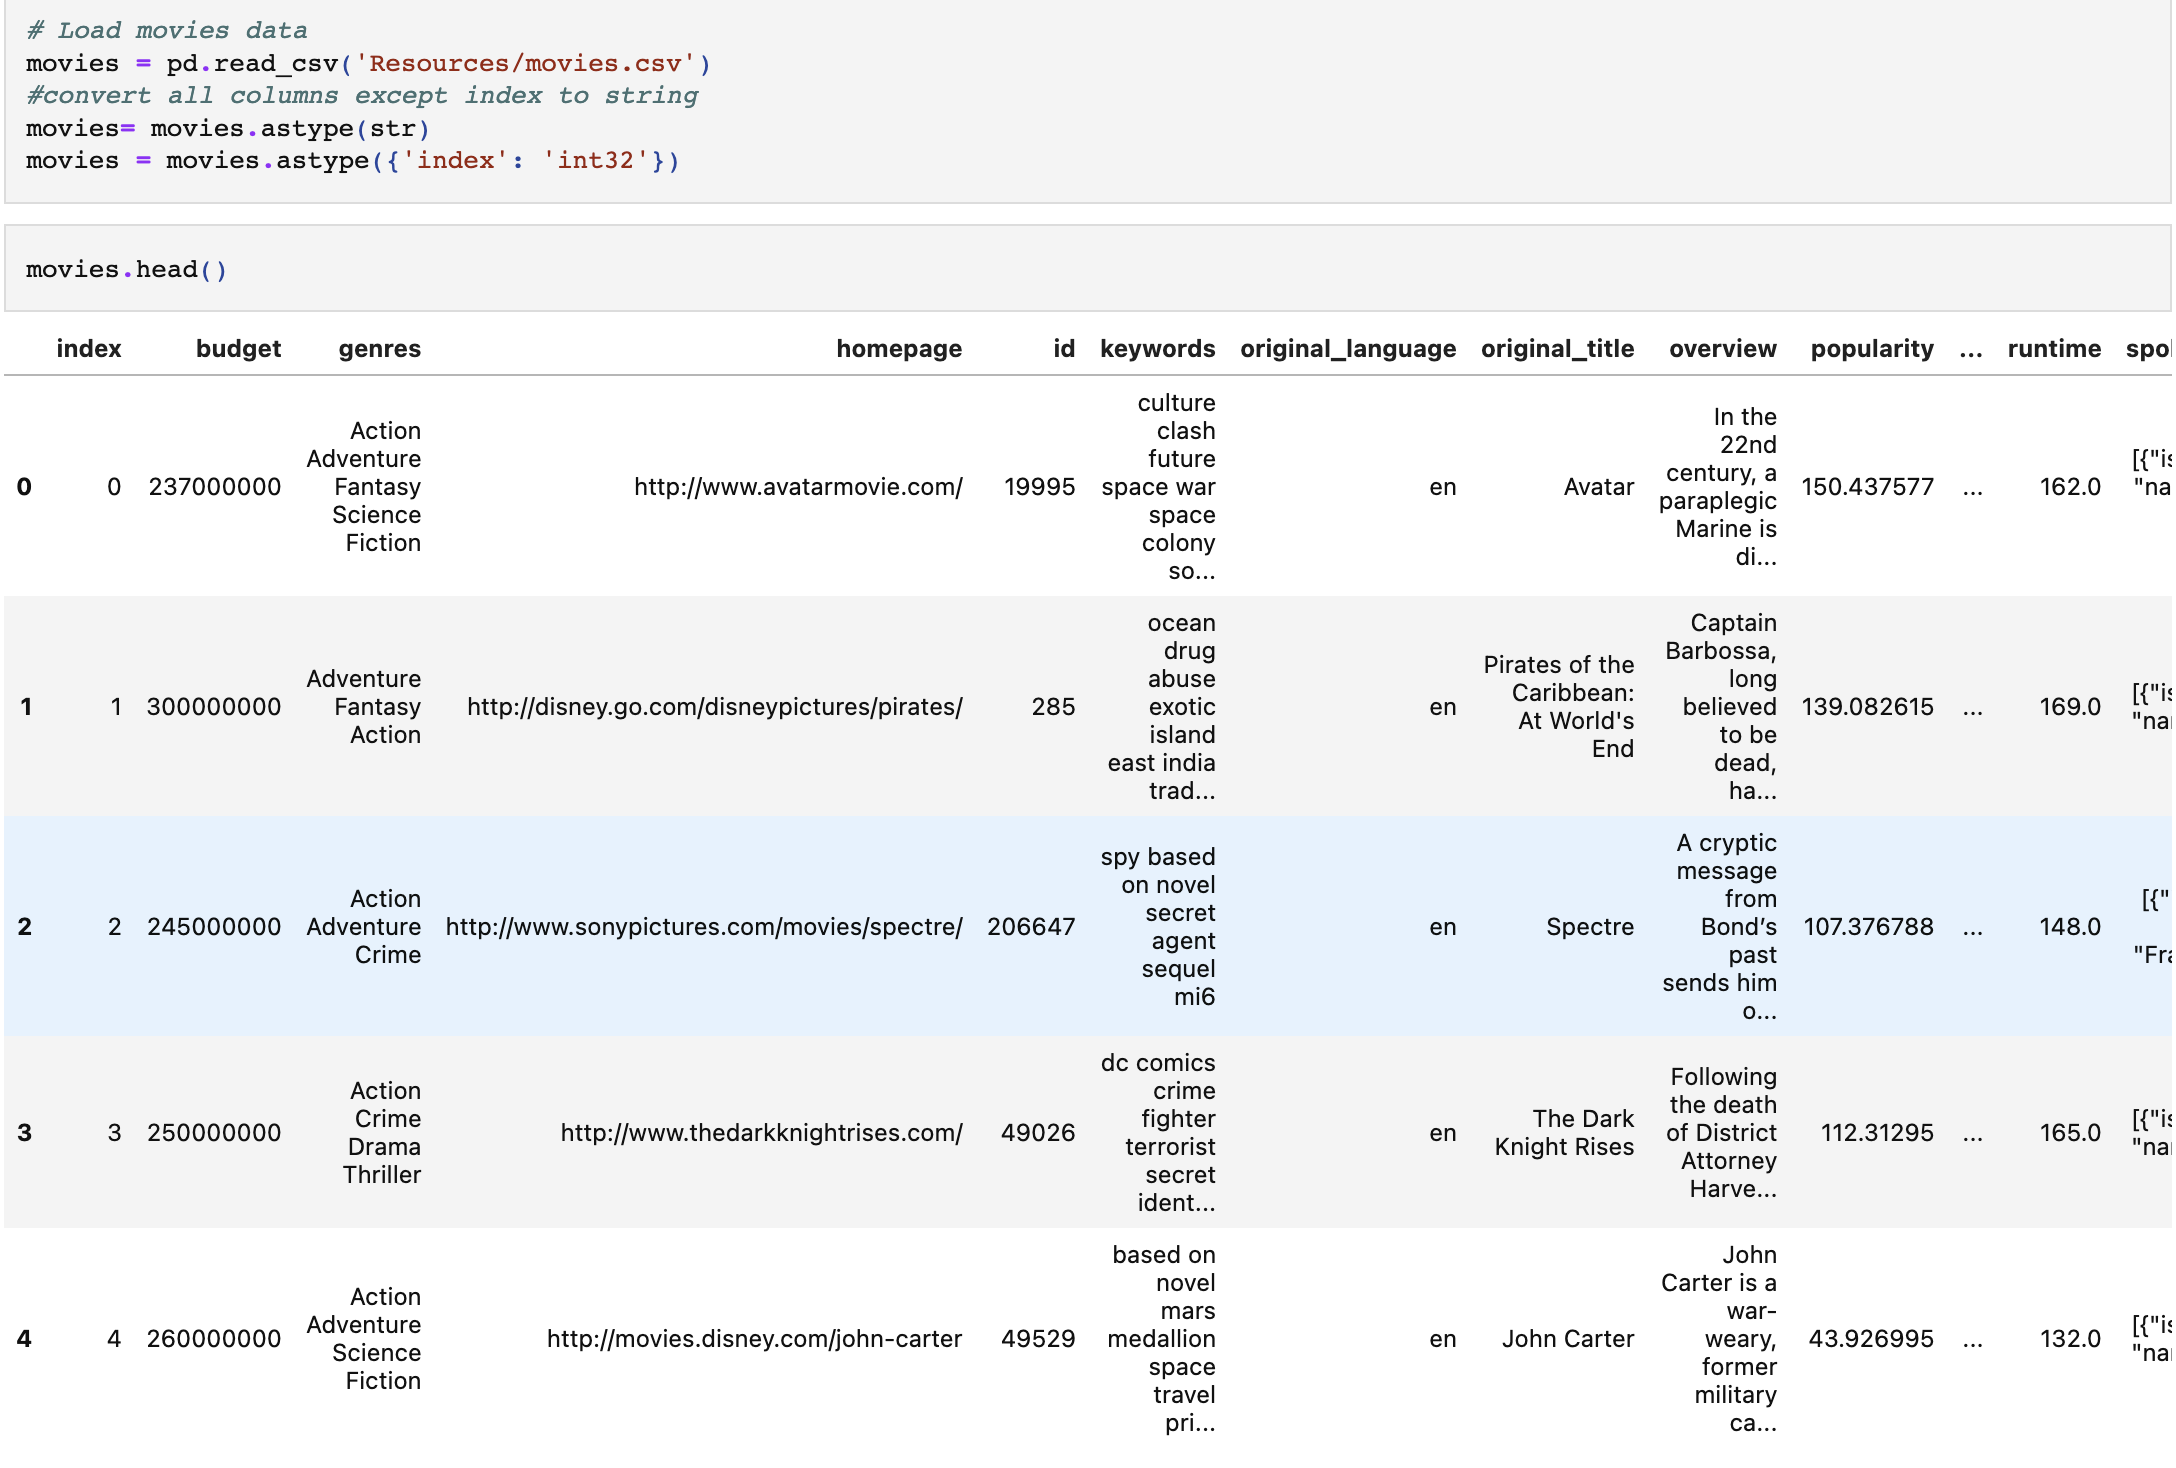 # Load movies data
movies = pd.read_csv('Resources/movies.csv')
#convert all columns except index to string
movies= movies.astype(str)
movies = movies.astype({'index': 'int32'})
movies.head()
index budget genres homepage id keywords original_language original_title overview popularity ... runtime
0 0 237000000 Action Adventure Fantasy Science Fiction http://www.avatarmovie.com/ 19995 culture clash future space war space colony so... en Avatar In the 22nd century, a paraplegic Marine is di... 150.437577 ... 162.0
1 1 300000000 Adventure Fantasy Action http://disney.go.com/disneypictures/pirates/ 285 ocean drug abuse exotic island east india trad... en Pirates of the Caribbean: At World's End Captain Barbossa, long believed to be dead, ha... 139.082615 ... 169.0
2 2 245000000 Action Adventure Crime http://www.sonypictures.com/movies/spectre/ 206647 spy based on novel secret agent sequel mi6 en Spectre A cryptic message from Bond’s past sends him o... 107.376788 ... 148.0
3 3 250000000 Action Crime Drama Thriller http://www.thedarkknightrises.com/ 49026 dc comics crime fighter terrorist secret ident... en The Dark Knight Rises Following the death of District Attorney Harve... 112.31295 ... 165.0
4 4 260000000 Action Adventure Science Fiction http://movies.disney.com/john-carter 49529 based on novel mars medallion space travel pri... en John Carter John Carter is a war-weary, former military ca... 43.926995 ... 132.0